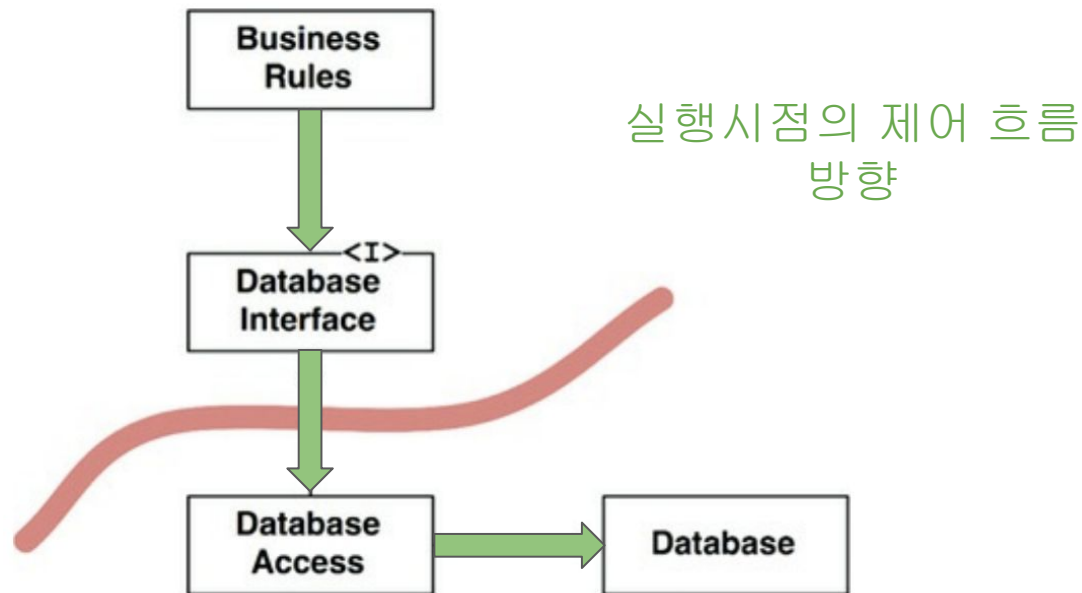 Business
Rules
실행시점의 제어 흐름
방향
<I>
Database
Interface
Database
Access
Database